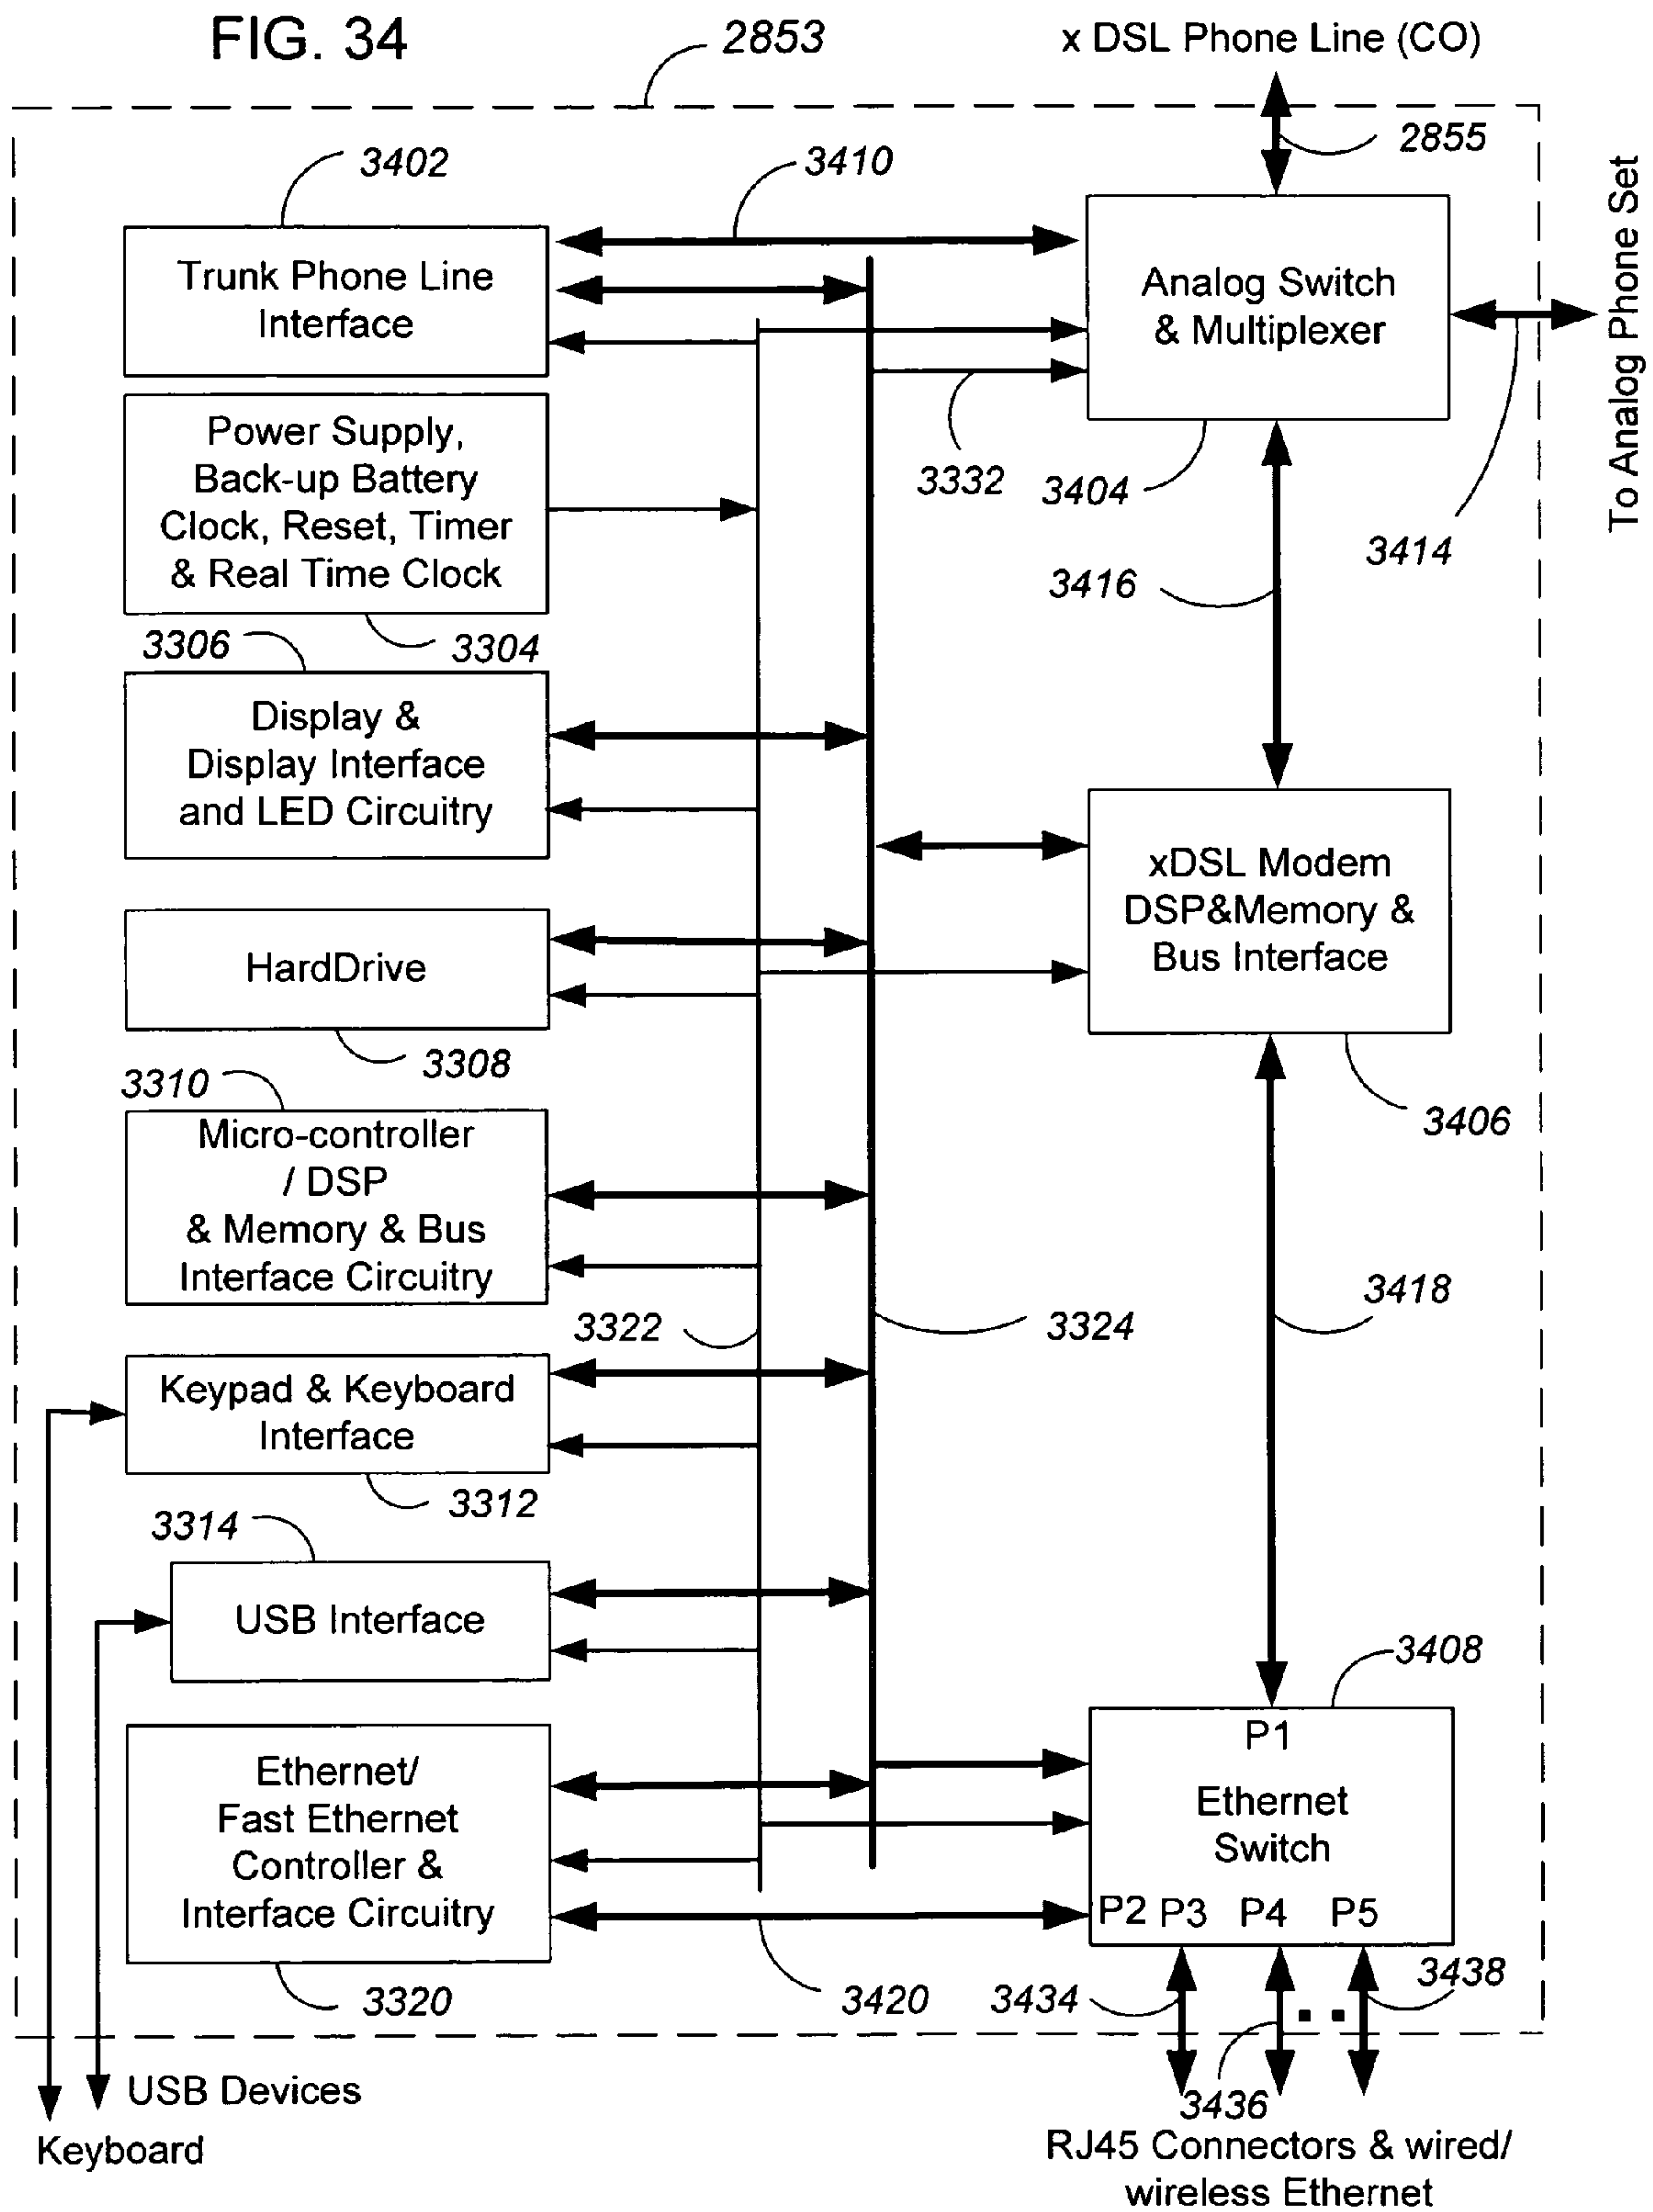 FIG. 34
2853
x DSL Phone Line (CO)
2855
3402
3410
To Analog Phone Set
Trunk Phone Line
Interface
Analog Switch
& Multiplexer
3332
3404
3414
Power Supply,
Back-up Battery
Clock, Reset, Timer
& Real Time Clock
3416
3306
3304
Display &
Display Interface
and LED Circuitry
xDSL Modem
DSP&Memory &
Bus Interface
HardDrive
3308
3406
3310
Micro-controller
/ DSP
& Memory & Bus
Interface Circuitry
3418
3322
3324
Keypad & Keyboard
Interface
3312
3314
USB Interface
3408
P1
Ethernet
Switch
P2 P3 P4 P5
Ethernet/
Fast Ethernet
Controller &
Interface Circuitry
3320
3420
3434
3438
3436
USB Devices
Keyboard
RJ45 Connectors & wired/
wireless Ethernet